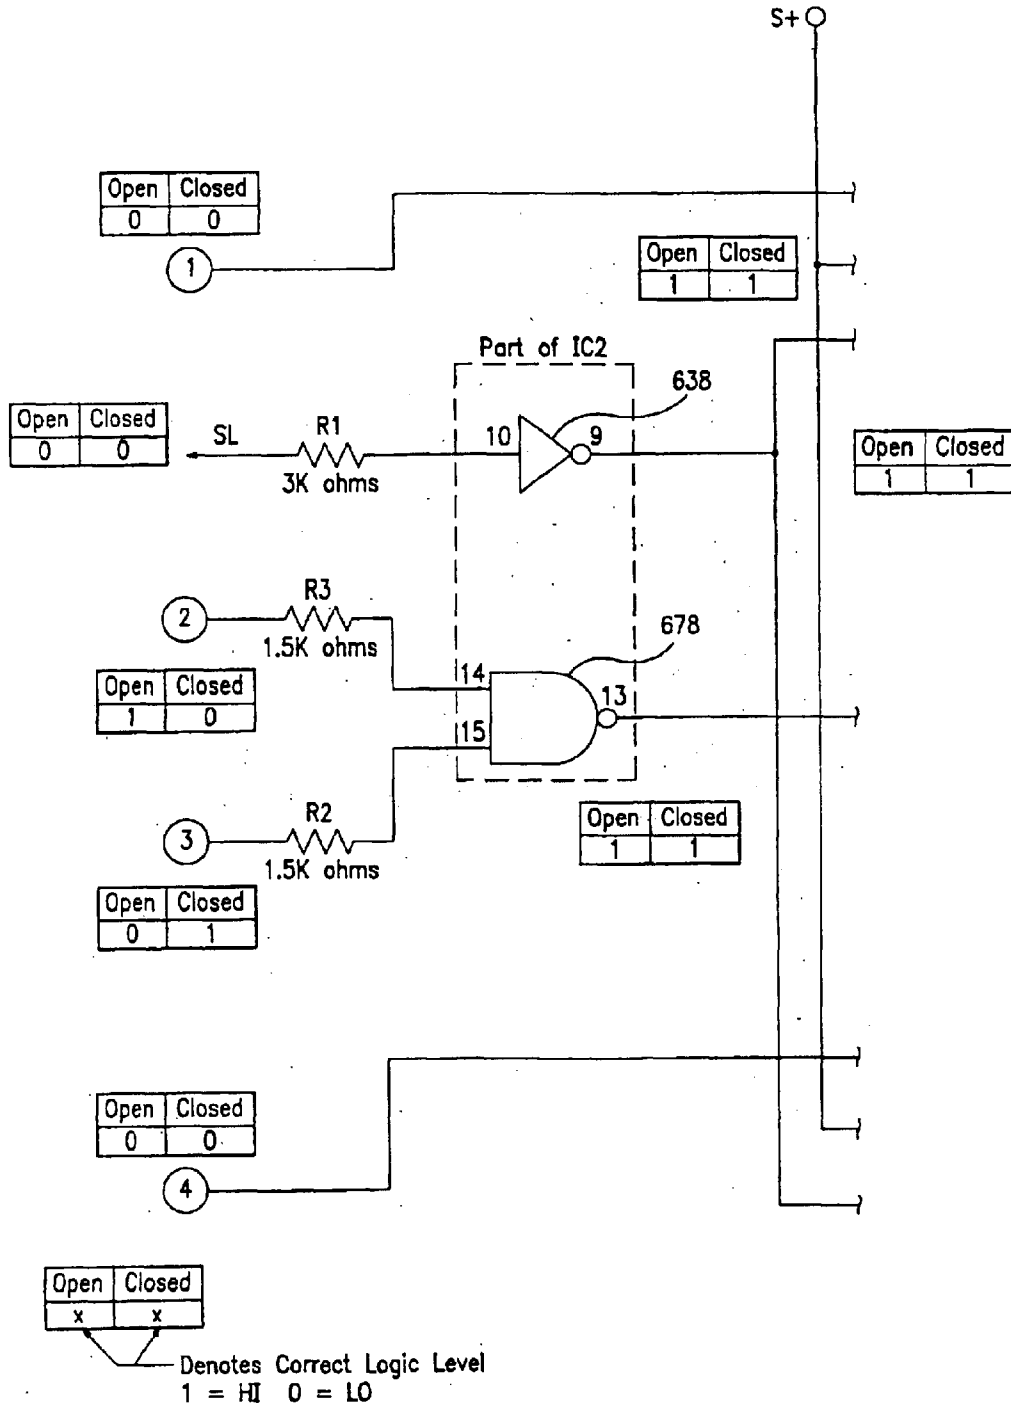 S+
Open Closed
0 0
1
Open Closed
1 1
Part of IC2
638
Open Closed
0 0
SL
R1
3K ohms
10
9
Open Closed
1 1
2
R3
1.5K ohms
678
Open Closed
1 0
14
13
15
3
R2
1.5K ohms
Open Closed
1 1
Open Closed
0 1
Open Closed
0 0
4
Open Closed
x x
Denotes Correct Logic Level
1 = HI 0 = LO